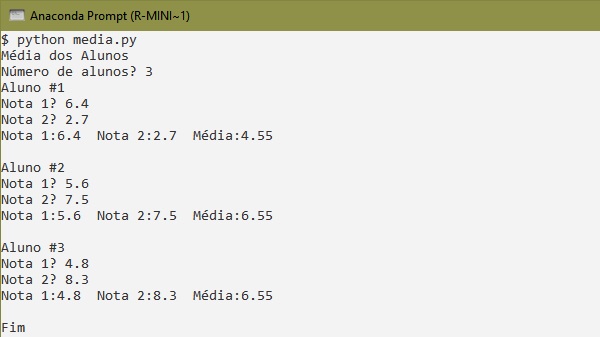 Anaconda Prompt (R-MINI~1)
$ python media.py
Média dos Alunos
Número de alunos? 3
Aluno #1
Nota 1? 6.4
Nota 2? 2.7
Nota 1:6.4  Nota 2:2.7  Média:4.55
Aluno #2
Nota 1? 5.6
Nota 2? 7.5
Nota 1:5.6  Nota 2:7.5  Média:6.55
Aluno #3
Nota 1? 4.8
Nota 2? 8.3
Nota 1:4.8  Nota 2:8.3  Média:6.55
Fim